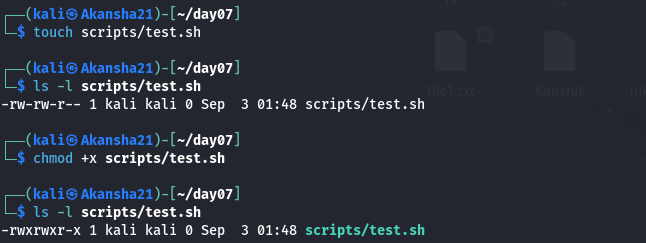 ┌──(kali㉿Akansha21)-[~/day07]
└─$ touch scripts/test.sh
┌──(kali㉿Akansha21)-[~/day07]
└─$ ls -l scripts/test.sh
-rw-rw-r-- 1 kali kali 0 Sep  3 01:48 scripts/test.sh
┌──(kali㉿Akansha21)-[~/day07]
└─$ chmod +x scripts/test.sh
┌──(kali㉿Akansha21)-[~/day07]
└─$ ls -l scripts/test.sh
-rwxrwxr-x 1 kali kali 0 Sep  3 01:48 scripts/test.sh
file1.txt
Kaushik